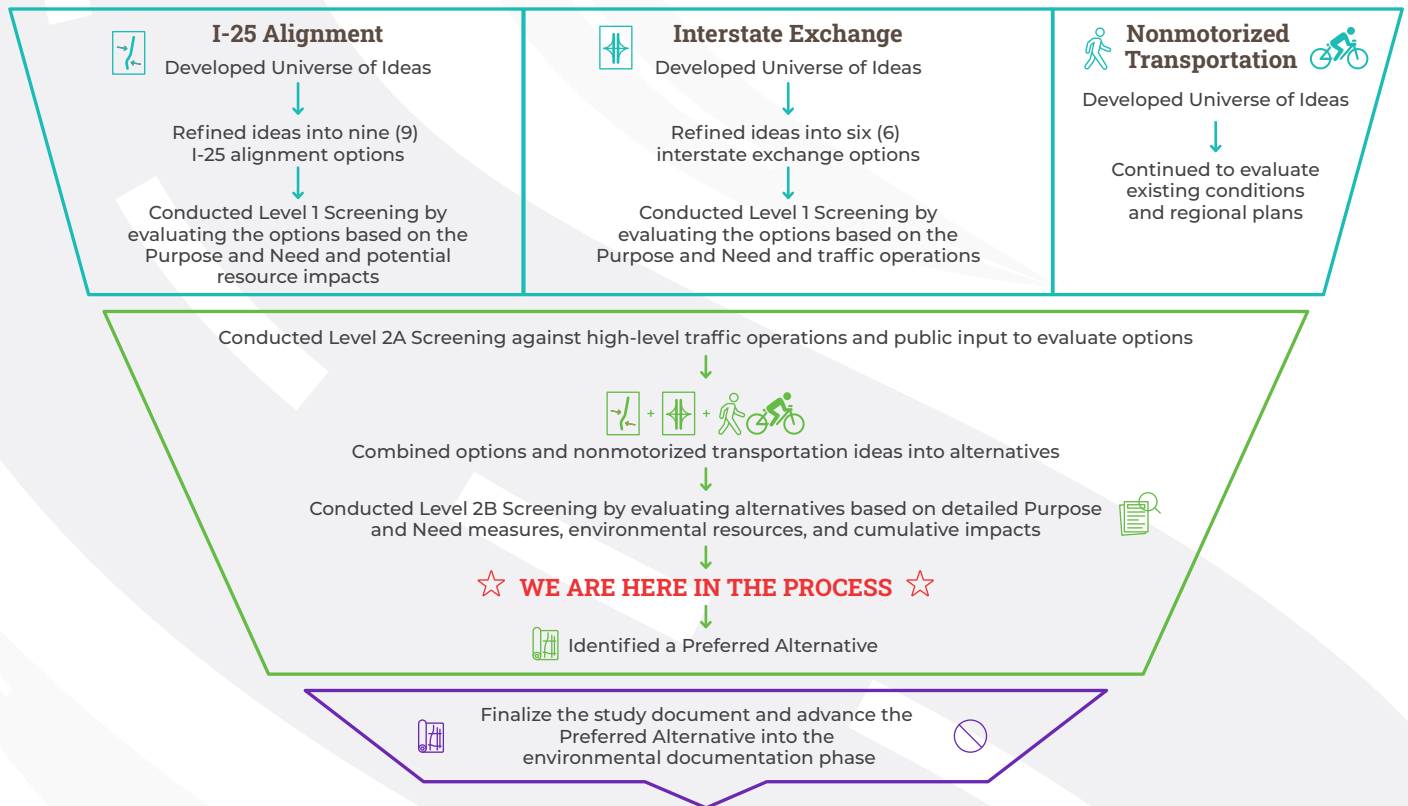 I-25 Alignment
Developed Universe of Ideas
Refined ideas into nine (9)
I-25 alignment options
Conducted Level 1 Screening by
evaluating the options based on the
Purpose and Need and potential
resource impacts
Interstate Exchange
Developed Universe of Ideas
Refined ideas into six (6)
interstate exchange options
Conducted Level 1 Screening by
evaluating the options based on the
Purpose and Need and traffic operations
Nonmotorized
Transportation
Developed Universe of Ideas
Continued to evaluate
existing conditions
and regional plans
Conducted Level 2A Screening against high-level traffic operations and public input to evaluate options
+ +
Combined options and nonmotorized transportation ideas into alternatives
Conducted Level 2B Screening by evaluating alternatives based on detailed Purpose
and Need measures, environmental resources, and cumulative impacts
WE ARE HERE IN THE PROCESS
Identified a Preferred Alternative
Finalize the study document and advance the
Preferred Alternative into the
environmental documentation phase